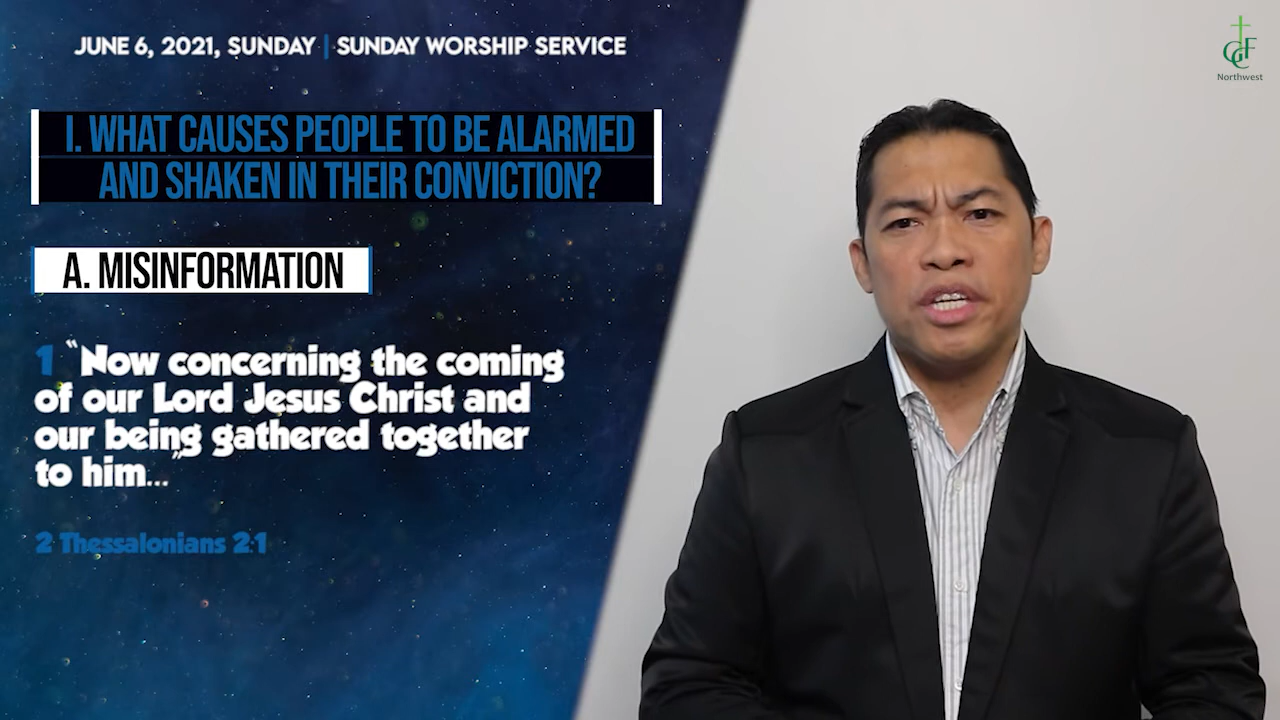 JUNE 6, 2021, SUNDAY | SUNDAY WORSHIP SERVICE
I. WHAT CAUSES PEOPLE TO BE ALARMED
AND SHAKEN IN THEIR CONVICTION?
A. MISINFORMATION
1 "Now concerning the coming
of our Lord Jesus Christ and
our being gathered together
to him..."
2 Thessalonians 2:1
GCF
Northwest